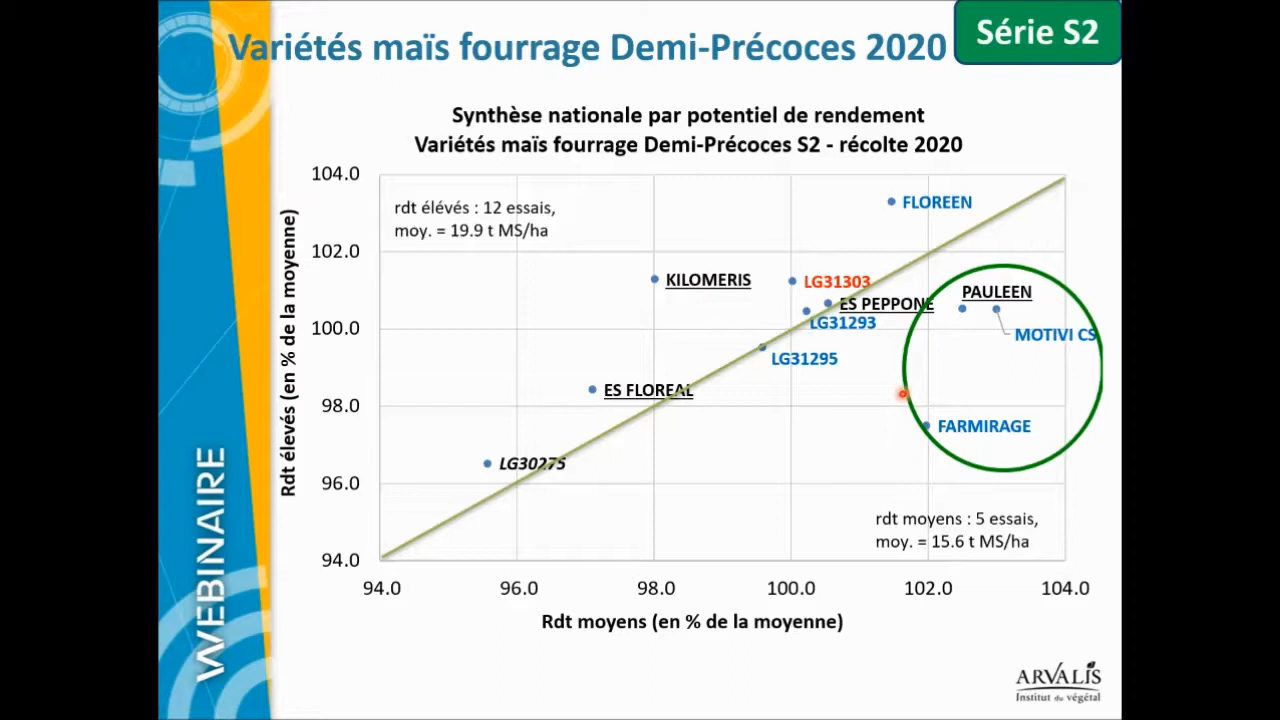 Variétés maïs fourrage Demi-Précoces 2020
Série S2
Synthèse nationale par potentiel de rendement
Variétés maïs fourrage Demi-Précoces S2 - récolte 2020
104.0
102.0
100.0
98.0
96.0
94.0
Rdt élevés (en % de la moyenne)
rdt élévés : 12 essais,
moy. = 19.9 t MS/ha
FLOREEN
KILOMERIS
LG31303
PAULEEN
ES PEPPONE
LG31293
MOTIVI CS
LG31295
ES FLOREAL
FARMIRAGE
LG30275
rdt moyens : 5 essais,
moy. = 15.6 t MS/ha
94.0 96.0 98.0 100.0 102.0 104.0
Rdt moyens (en % de la moyenne)
WEBINAIRE
ARVALIS
Institut du végétal